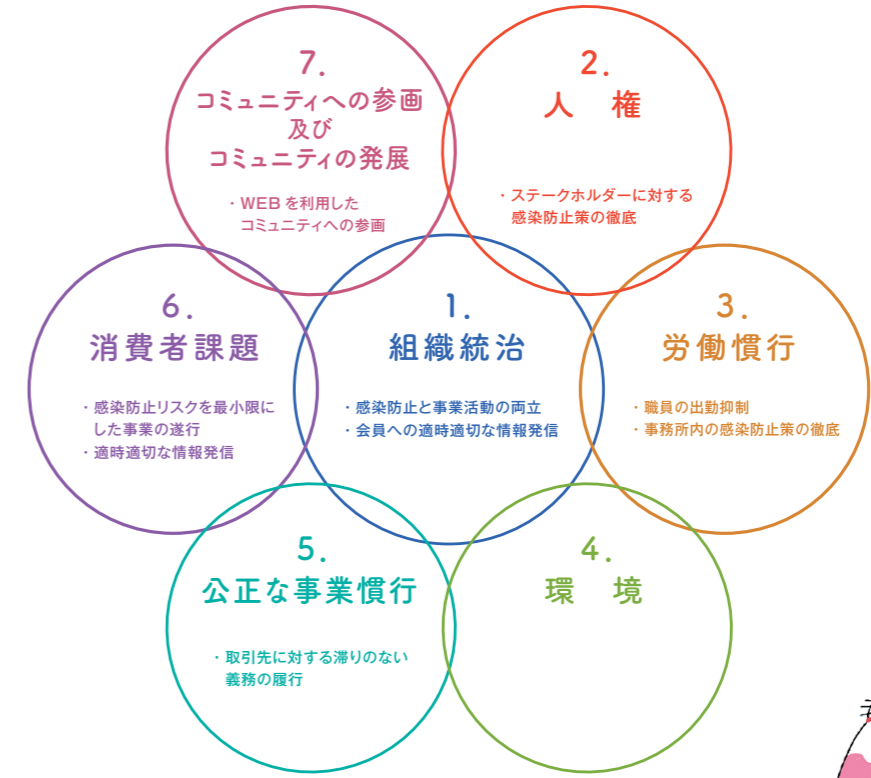 7.
コミュニティへの参画
及び
コミュニティの発展
・WEBを利用した
コミュニティへの参画
2.
人　権
・ステークホルダーに対する
感染防止策の徹底
6.
消費者課題
・感染防止リスクを最小限に
した事業の遂行
・適時適切な情報発信
1.
組織統治
・感染防止と事業活動の両立
・会員への適時適切な情報発信
3.
労働慣行
・職員の出勤抑制
・事務所内の感染防止策の徹底
5.
公正な事業慣行
・取引先に対する滞りのない
義務の履行
4.
環　境